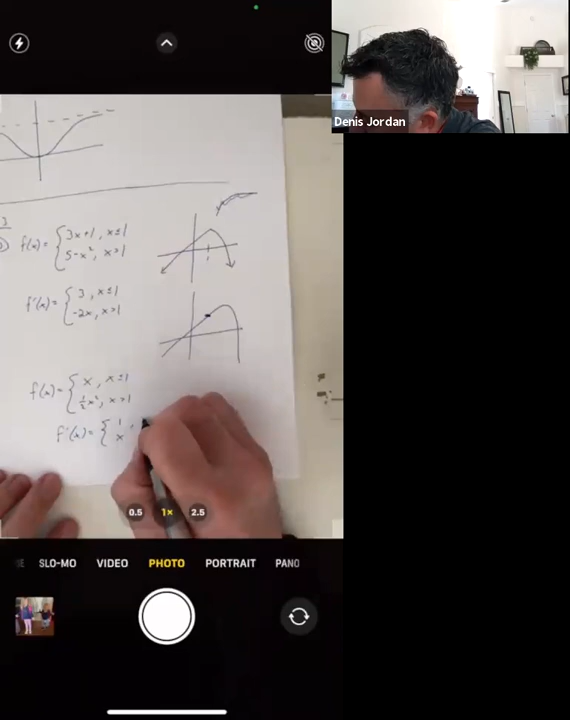 Denis Jordan
3
f(x) = { 3x+1, x≤1
5-x², x>1
f'(x) = { 3, x≤1
-2x, x>1
f(x) = { x, x≤1
½x², x>1
f'(x) = { 1
x
0.5 1× 2.5
SLO-MO VIDEO PHOTO PORTRAIT PANO